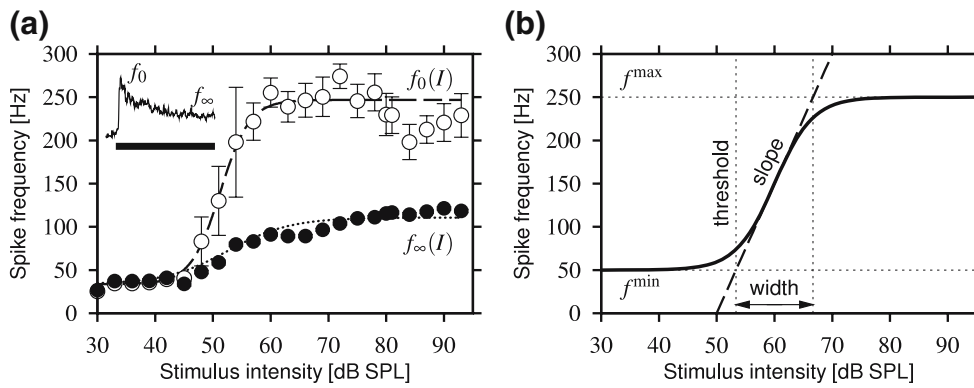 (a)
300
250
200
150
100
50
0
Spike frequency [Hz]
f0
f∞
f0(I)
f∞(I)
30 40 50 60 70 80 90
Stimulus intensity [dB SPL]
(b)
300
250
200
150
100
50
0
Spike frequency [Hz]
fmax
threshold
slope
fmin
width
30 40 50 60 70 80 90
Stimulus intensity [dB SPL]